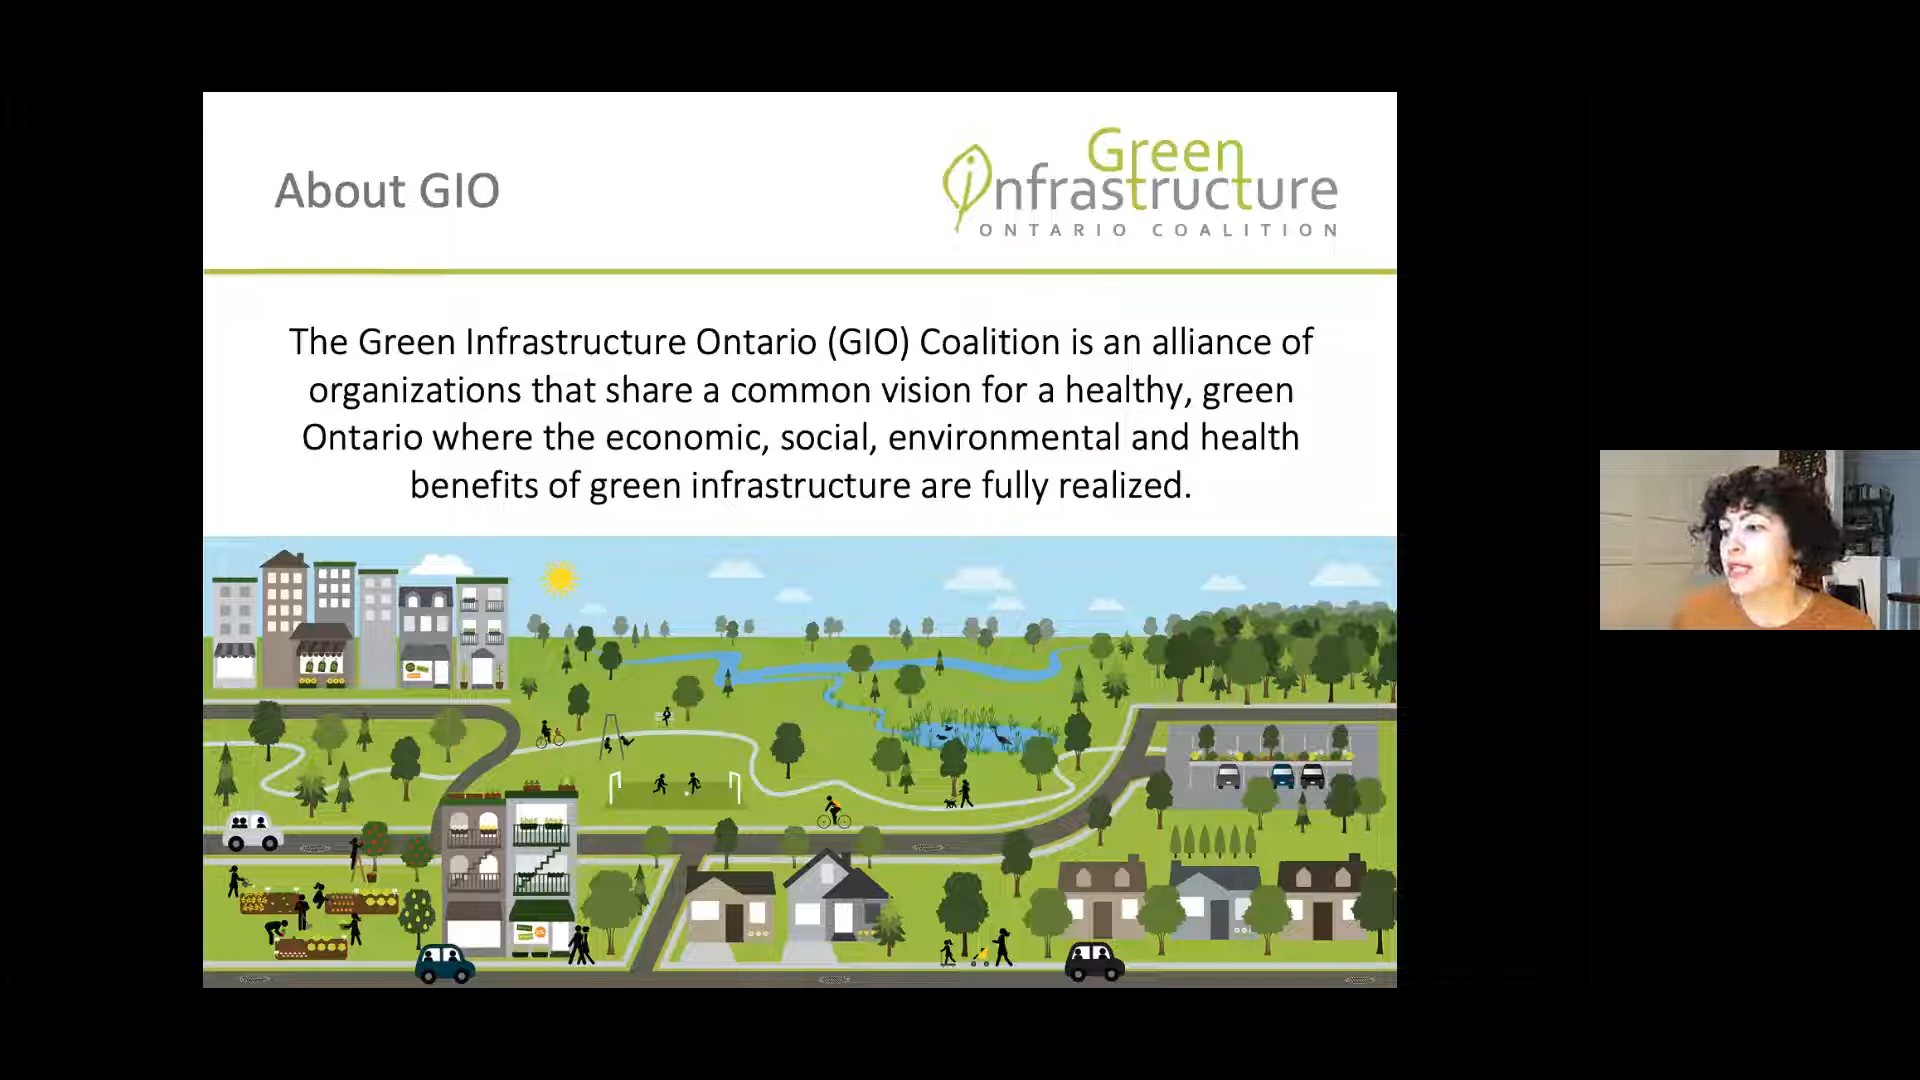 About GIO
Green
infrastructure
ONTARIO COALITION
The Green Infrastructure Ontario (GIO) Coalition is an alliance of
organizations that share a common vision for a healthy, green
Ontario where the economic, social, environmental and health
benefits of green infrastructure are fully realized.